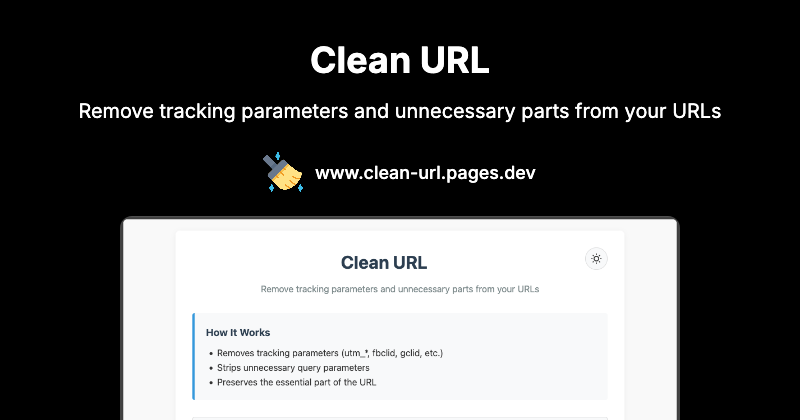 Clean URL
Remove tracking parameters and unnecessary parts from your URLs
www.clean-url.pages.dev
Clean URL
Remove tracking parameters and unnecessary parts from your URLs
How It Works
• Removes tracking parameters (utm_*, fbclid, gclid, etc.)
• Strips unnecessary query parameters
• Preserves the essential part of the URL